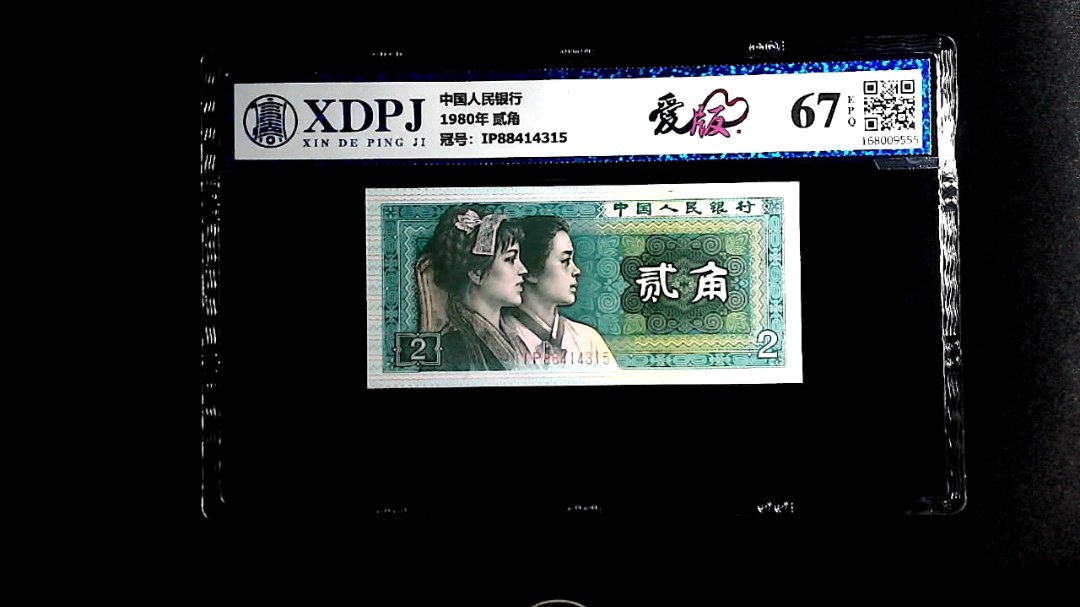 XDPJ
XIN DE PING JI
中国人民银行
1980年 贰角
冠号：IP88414315
爱版
67
EPQ
168009555
中国人民银行
贰角
2
2
IP88414315